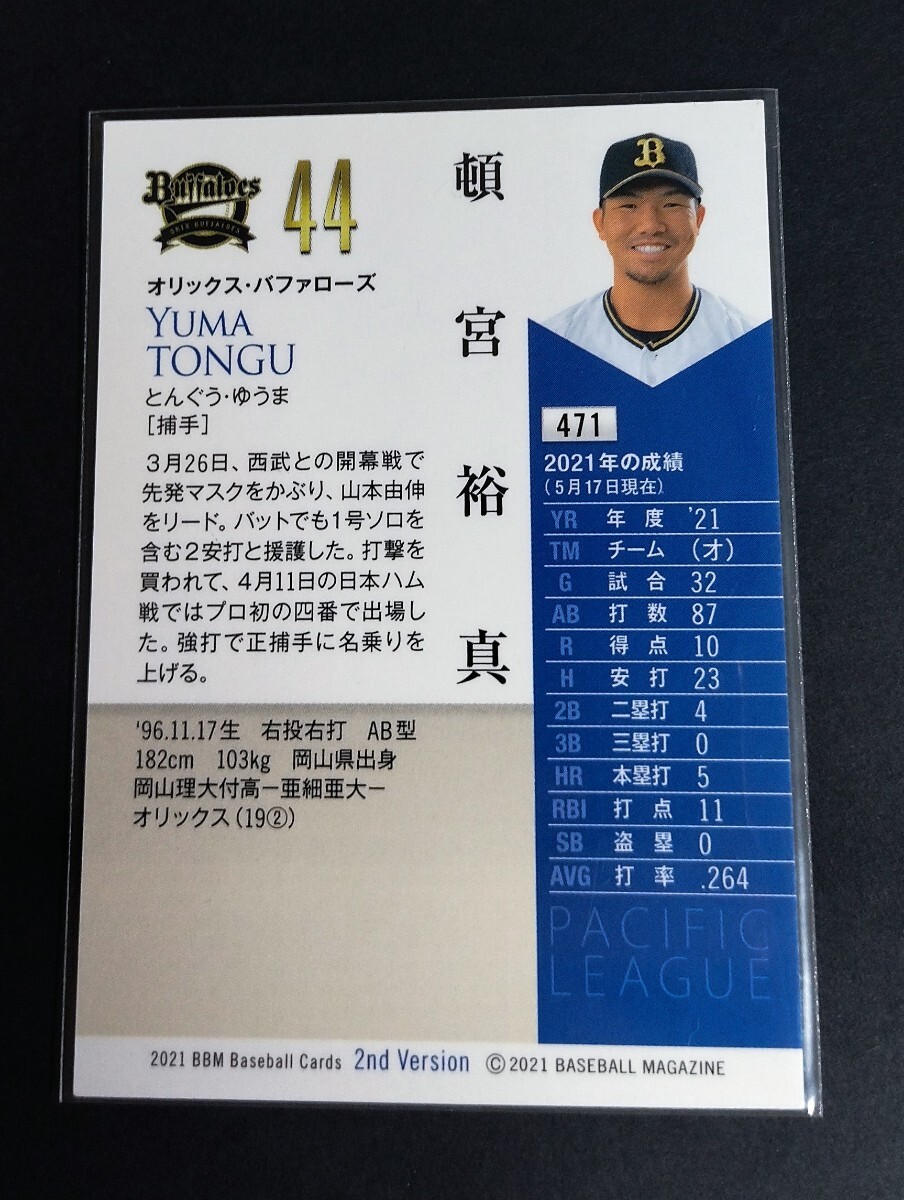 Buffaloes
ORIX BUFFALOES
44
オリックス・バファローズ
YUMA
TONGU
とんぐう・ゆうま
[捕手]
頓宮裕真
3月26日、西武との開幕戦で
先発マスクをかぶり、山本由伸
をリード。バットでも1号ソロを
含む2安打と援護した。打撃を
買われて、4月11日の日本ハム
戦ではプロ初の四番で出場し
た。強打で正捕手に名乗りを
上げる。
'96.11.17生 右投右打 AB型
182cm 103kg 岡山県出身
岡山理大付高ー亜細亜大ー
オリックス(19②)
B
471
2021年の成績
(5月17日現在)
YR 年度 '21
TM チーム (オ)
G 試合 32
AB 打数 87
R 得点 10
H 安打 23
2B 二塁打 4
3B 三塁打 0
HR 本塁打 5
RBI 打点 11
SB 盗塁 0
AVG 打率 .264
PACIFIC
LEAGUE
2021 BBM Baseball Cards 2nd Version ©2021 BASEBALL MAGAZINE